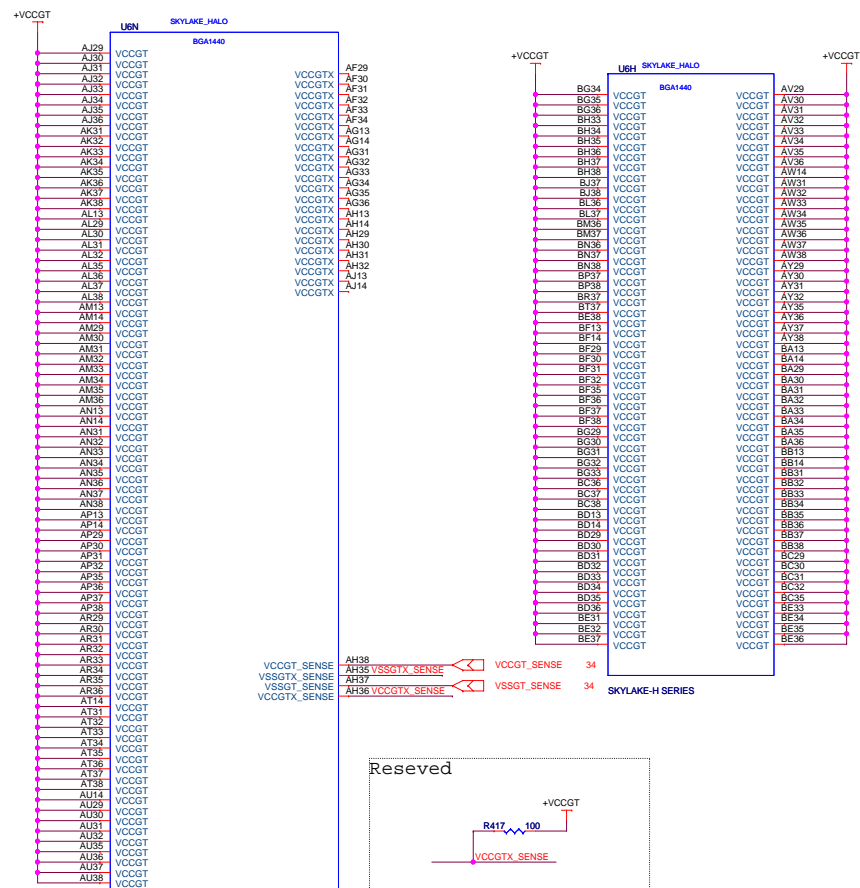 +VCCGT
U6N
SKYLAKE_HALO
BGA1440
AJ29 VCCGT
AJ30 VCCGT
AJ31 VCCGT
AJ32 VCCGT
AJ33 VCCGT
AJ34 VCCGT
AJ35 VCCGT
AJ36 VCCGT
AK31 VCCGT
AK32 VCCGT
AK33 VCCGT
AK34 VCCGT
AK35 VCCGT
AK36 VCCGT
AK37 VCCGT
AK38 VCCGT
AL13 VCCGT
AL29 VCCGT
AL30 VCCGT
AL31 VCCGT
AL32 VCCGT
AL35 VCCGT
AL36 VCCGT
AL37 VCCGT
AL38 VCCGT
AM13 VCCGT
AM14 VCCGT
AM29 VCCGT
AM30 VCCGT
AM31 VCCGT
AM32 VCCGT
AM33 VCCGT
AM34 VCCGT
AM35 VCCGT
AM36 VCCGT
AN13 VCCGT
AN14 VCCGT
AN31 VCCGT
AN32 VCCGT
AN33 VCCGT
AN34 VCCGT
AN35 VCCGT
AN36 VCCGT
AN37 VCCGT
AN38 VCCGT
AP13 VCCGT
AP14 VCCGT
AP29 VCCGT
AP30 VCCGT
AP31 VCCGT
AP32 VCCGT
AP35 VCCGT
AP36 VCCGT
AP37 VCCGT
AP38 VCCGT
AR29 VCCGT
AR30 VCCGT
AR31 VCCGT
AR32 VCCGT
AR33 VCCGT
AR34 VCCGT
AR35 VCCGT
AR36 VCCGT
AT14 VCCGT
AT31 VCCGT
AT32 VCCGT
AT33 VCCGT
AT34 VCCGT
AT35 VCCGT
AT36 VCCGT
AT37 VCCGT
AT38 VCCGT
AU14 VCCGT
AU29 VCCGT
AU30 VCCGT
AU31 VCCGT
AU32 VCCGT
AU35 VCCGT
AU36 VCCGT
AU37 VCCGT
AU38 VCCGT
VCCGTX AF29
VCCGTX AF30
VCCGTX AF31
VCCGTX AF32
VCCGTX AF33
VCCGTX AF34
VCCGTX AG13
VCCGTX AG14
VCCGTX AG31
VCCGTX AG32
VCCGTX AG33
VCCGTX AG34
VCCGTX AG35
VCCGTX AG36
VCCGTX AH13
VCCGTX AH14
VCCGTX AH29
VCCGTX AH30
VCCGTX AH31
VCCGTX AH32
VCCGTX AJ13
VCCGTX AJ14
VCCGT_SENSE AH38 VCCGT_SENSE 34
VSSGTX_SENSE AH35 VSSGTX_SENSE
VSSGT_SENSE AH37 VSSGT_SENSE 34
VCCGTX_SENSE AH36 VCCGTX_SENSE
+VCCGT
+VCCGT
U6H
SKYLAKE_HALO
BGA1440
BG34 VCCGT VCCGT AV29
BG35 VCCGT VCCGT AV30
BG36 VCCGT VCCGT AV31
BH33 VCCGT VCCGT AV32
BH34 VCCGT VCCGT AV33
BH35 VCCGT VCCGT AV34
BH36 VCCGT VCCGT AV35
BH37 VCCGT VCCGT AV36
BH38 VCCGT VCCGT AW14
BJ37 VCCGT VCCGT AW31
BJ38 VCCGT VCCGT AW32
BL36 VCCGT VCCGT AW33
BL37 VCCGT VCCGT AW34
BM36 VCCGT VCCGT AW35
BM37 VCCGT VCCGT AW36
BN36 VCCGT VCCGT AW37
BN37 VCCGT VCCGT AW38
BN38 VCCGT VCCGT AY29
BP37 VCCGT VCCGT AY30
BP38 VCCGT VCCGT AY31
BR37 VCCGT VCCGT AY32
BT37 VCCGT VCCGT AY35
BE38 VCCGT VCCGT AY36
BF13 VCCGT VCCGT AY37
BF14 VCCGT VCCGT AY38
BF29 VCCGT VCCGT BA13
BF30 VCCGT VCCGT BA14
BF31 VCCGT VCCGT BA29
BF32 VCCGT VCCGT BA30
BF35 VCCGT VCCGT BA31
BF36 VCCGT VCCGT BA32
BF37 VCCGT VCCGT BA33
BF38 VCCGT VCCGT BA34
BG29 VCCGT VCCGT BA35
BG30 VCCGT VCCGT BA36
BG31 VCCGT VCCGT BB13
BG32 VCCGT VCCGT BB14
BG33 VCCGT VCCGT BB31
BC36 VCCGT VCCGT BB32
BC37 VCCGT VCCGT BB33
BC38 VCCGT VCCGT BB34
BD13 VCCGT VCCGT BB35
BD14 VCCGT VCCGT BB36
BD29 VCCGT VCCGT BB37
BD30 VCCGT VCCGT BB38
BD31 VCCGT VCCGT BC29
BD32 VCCGT VCCGT BC30
BD33 VCCGT VCCGT BC31
BD34 VCCGT VCCGT BC32
BD35 VCCGT VCCGT BC35
BD36 VCCGT VCCGT BE33
BE31 VCCGT VCCGT BE34
BE32 VCCGT VCCGT BE35
BE37 VCCGT VCCGT BE36
SKYLAKE-H SERIES
Reseved
+VCCGT
R417 100
VCCGTX_SENSE